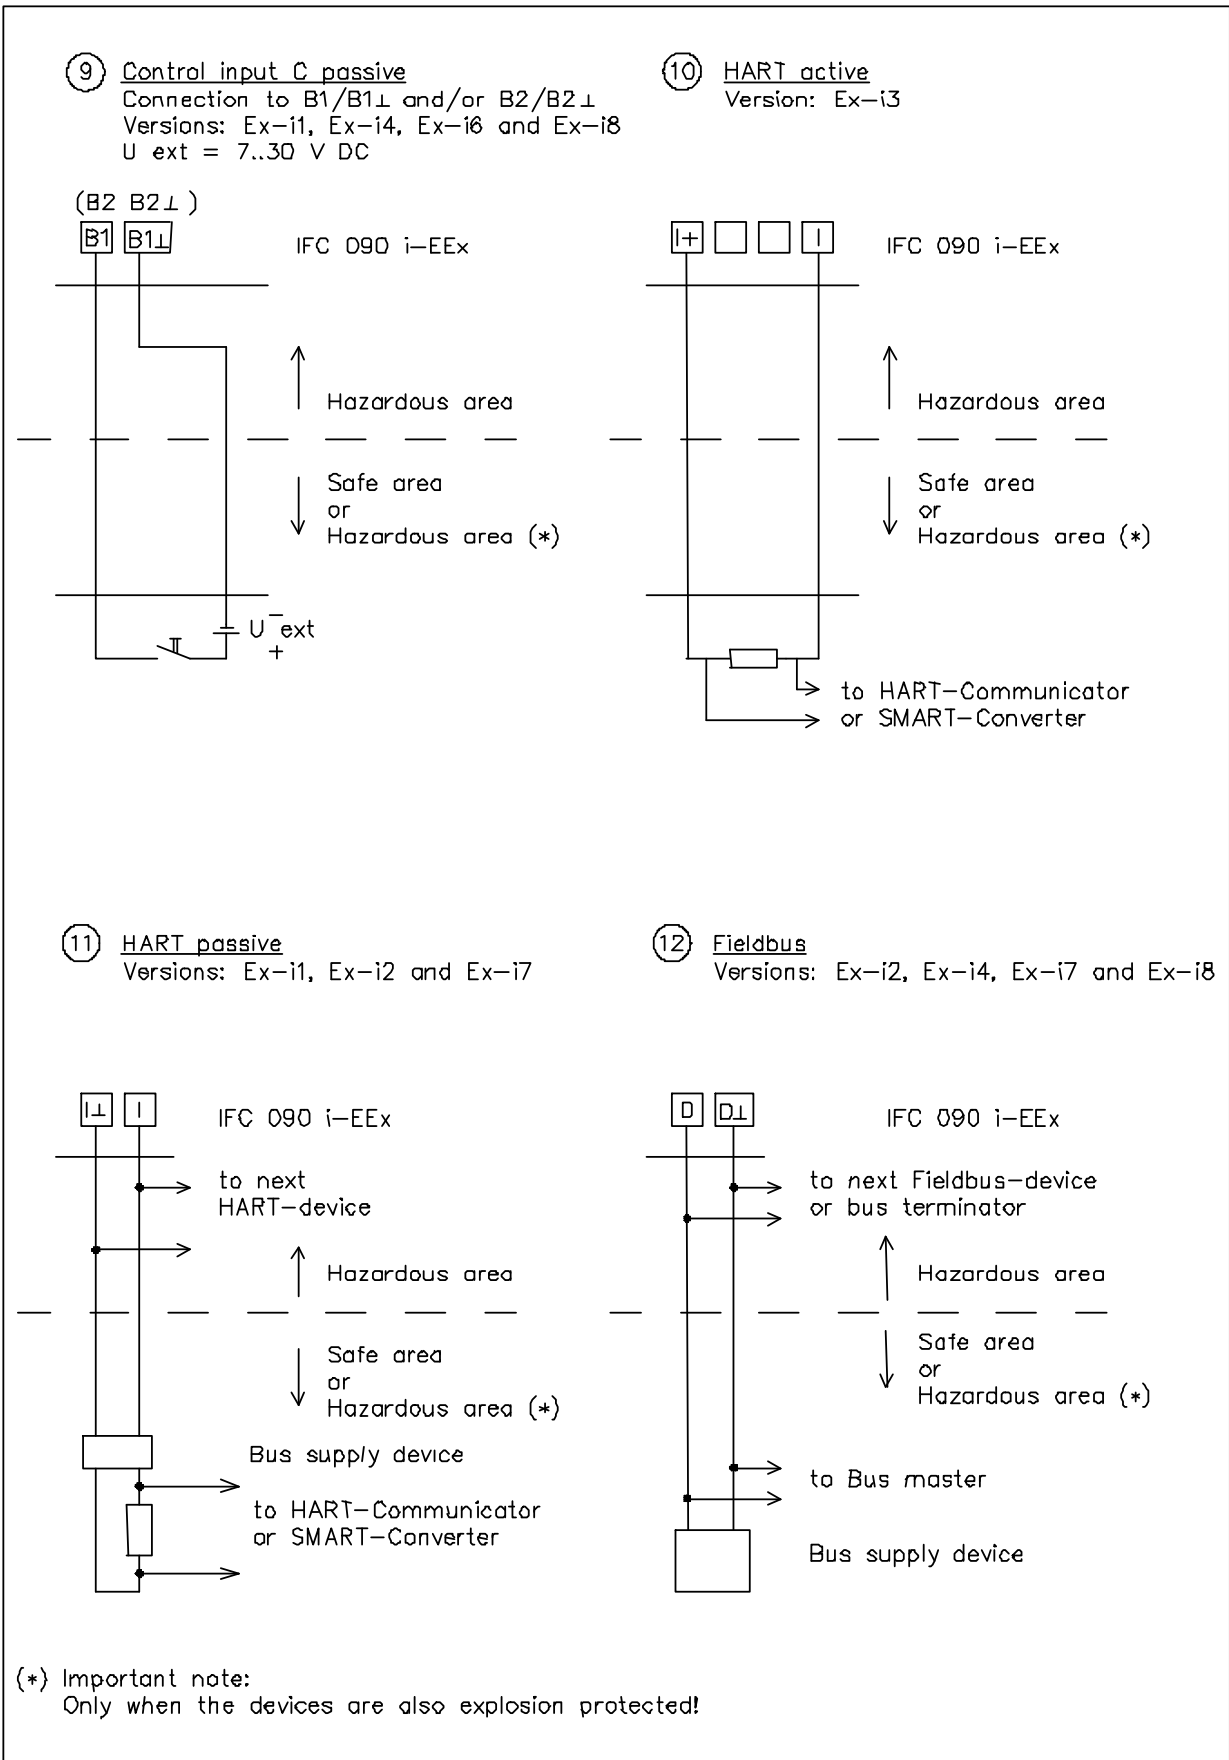 9 Control input C passive
Connection to B1/B1⊥ and/or B2/B2⊥
Versions: Ex-i1, Ex-i4, Ex-i6 and Ex-i8
U ext = 7..30 V DC
(B2 B2⊥)
B1 B1⊥
IFC 090 i-EEx
Hazardous area
Safe area
or
Hazardous area (*)
U ext
-
+
10 HART active
Version: Ex-i3
I+ I
IFC 090 i-EEx
Hazardous area
Safe area
or
Hazardous area (*)
to HART-Communicator
or SMART-Converter
11 HART passive
Versions: Ex-i1, Ex-i2 and Ex-i7
I⊥ I
IFC 090 i-EEx
to next
HART-device
Hazardous area
Safe area
or
Hazardous area (*)
Bus supply device
to HART-Communicator
or SMART-Converter
12 Fieldbus
Versions: Ex-i2, Ex-i4, Ex-i7 and Ex-i8
D D⊥
IFC 090 i-EEx
to next Fieldbus-device
or bus terminator
Hazardous area
Safe area
or
Hazardous area (*)
to Bus master
Bus supply device
(*) Important note:
Only when the devices are also explosion protected!